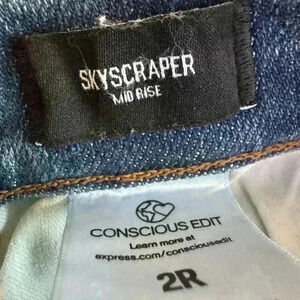 SKYSCRAPER
MID RISE
CONSCIOUS EDIT
Learn more at
express.com/consciousedit
2R